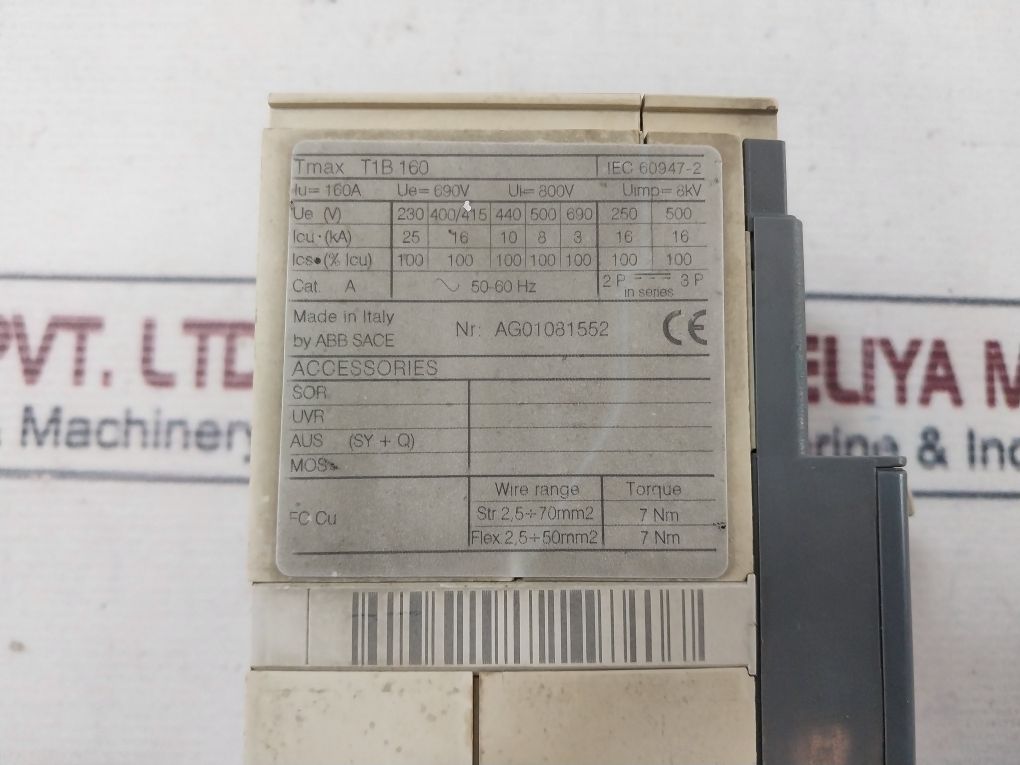 Tmax T1B 160 IEC 60947-2
Iu= 160A Ue= 690V Ui= 800V Uimp= 8kV
Ue (V) 230 400/415 440 500 690 250 500
Icu (kA) 25 16 10 8 3 16 16
Ics (% Icu) 100 100 100 100 100 100 100
Cat. A ~ 50-60 Hz 2 P 3 P
in series
Made in Italy
by ABB SACE
Nr: AG01081552 CE
ACCESSORIES
SOR
UVR
AUS (SY + Q)
MOS
Wire range Torque
FC Cu
Str 2,5÷70mm2 7 Nm
Flex 2,5÷50mm2 7 Nm
PVT. LTD
& Machinery
ELIYA M
rine & Ind